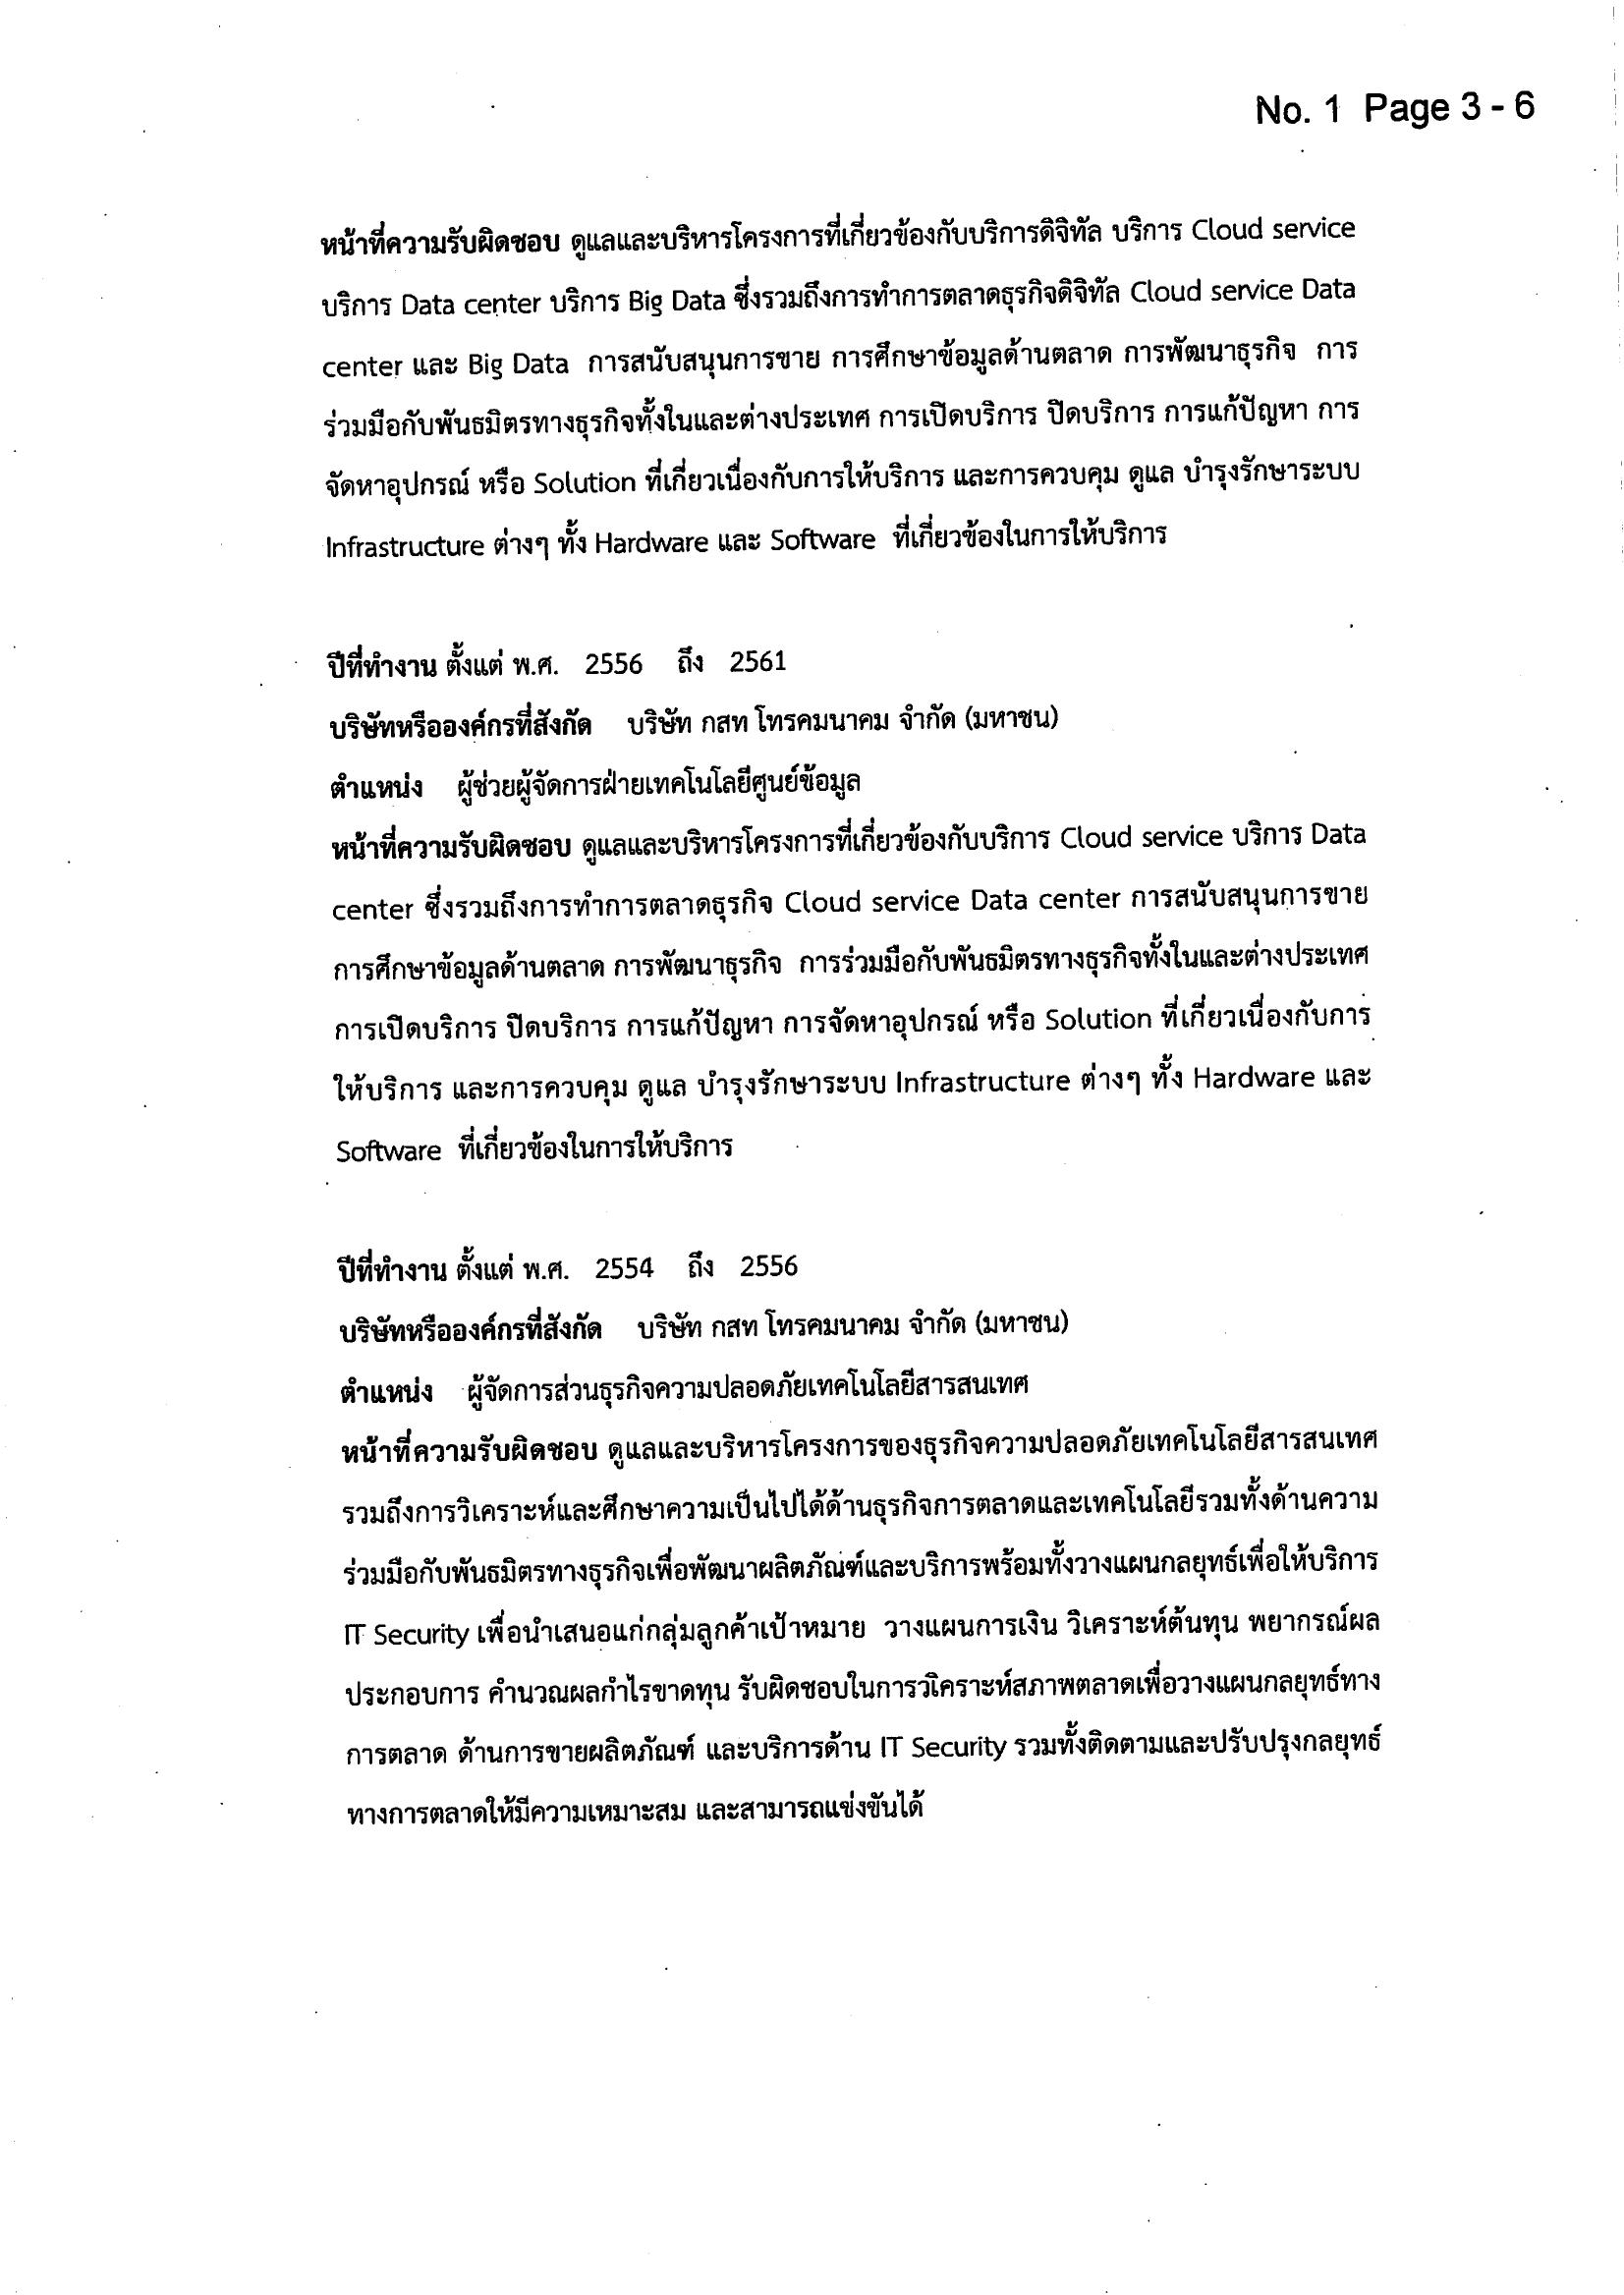 No. 1 Page 3 - 6
หน้าที่ความรับผิดชอบ ดูแลและบริหารโครงการที่เกี่ยวข้องกับบริการดิจิทัล บริการ Cloud service
บริการ Data center บริการ Big Data ซึ่งรวมถึงการทำการตลาดธุรกิจดิจิทัล Cloud service Data
center และ Big Data การสนับสนุนการขาย การศึกษาข้อมูลด้านตลาด การพัฒนาธุรกิจ การ
ร่วมมือกับพันธมิตรทางธุรกิจทั้งในและต่างประเทศ การเปิดบริการ ปิดบริการ การแก้ปัญหา การ
จัดหาอุปกรณ์ หรือ Solution ที่เกี่ยวเนื่องกับการให้บริการ และการควบคุม ดูแล บำรุงรักษาระบบ
Infrastructure ต่างๆ ทั้ง Hardware และ Software ที่เกี่ยวข้องในการให้บริการ
ปีที่ทำงาน ตั้งแต่ พ.ศ. 2556 ถึง 2561
บริษัทหรือองค์กรที่สังกัด บริษัท กสท โทรคมนาคม จำกัด (มหาชน)
ตำแหน่ง ผู้ช่วยผู้จัดการฝ่ายเทคโนโลยีศูนย์ข้อมูล
หน้าที่ความรับผิดชอบ ดูแลและบริหารโครงการที่เกี่ยวข้องกับบริการ Cloud service บริการ Data
center ซึ่งรวมถึงการทำการตลาดธุรกิจ Cloud service Data center การสนับสนุนการขาย
การศึกษาข้อมูลด้านตลาด การพัฒนาธุรกิจ การร่วมมือกับพันธมิตรทางธุรกิจทั้งในและต่างประเทศ
การเปิดบริการ ปิดบริการ การแก้ปัญหา การจัดหาอุปกรณ์ หรือ Solution ที่เกี่ยวเนื่องกับการ
ให้บริการ และการควบคุม ดูแล บำรุงรักษาระบบ Infrastructure ต่างๆ ทั้ง Hardware และ
Software ที่เกี่ยวข้องในการให้บริการ
ปีที่ทำงาน ตั้งแต่ พ.ศ. 2554 ถึง 2556
บริษัทหรือองค์กรที่สังกัด บริษัท กสท โทรคมนาคม จำกัด (มหาชน)
ตำแหน่ง ผู้จัดการส่วนธุรกิจความปลอดภัยเทคโนโลยีสารสนเทศ
หน้าที่ความรับผิดชอบ ดูแลและบริหารโครงการของธุรกิจความปลอดภัยเทคโนโลยีสารสนเทศ
รวมถึงการวิเคราะห์และศึกษาความเป็นไปได้ด้านธุรกิจการตลาดและเทคโนโลยีรวมทั้งด้านความ
ร่วมมือกับพันธมิตรทางธุรกิจเพื่อพัฒนาผลิตภัณฑ์และบริการพร้อมทั้งวางแผนกลยุทธ์เพื่อให้บริการ
IT Security เพื่อนำเสนอแก่กลุ่มลูกค้าเป้าหมาย วางแผนการเงิน วิเคราะห์ต้นทุน พยากรณ์ผล
ประกอบการ คำนวณผลกำไรขาดทุน รับผิดชอบในการวิเคราะห์สภาพตลาดเพื่อวางแผนกลยุทธ์ทาง
การตลาด ด้านการขายผลิตภัณฑ์ และบริการด้าน IT Security รวมทั้งติดตามและปรับปรุงกลยุทธ์
ทางการตลาดให้มีความเหมาะสม และสามารถแข่งขันได้